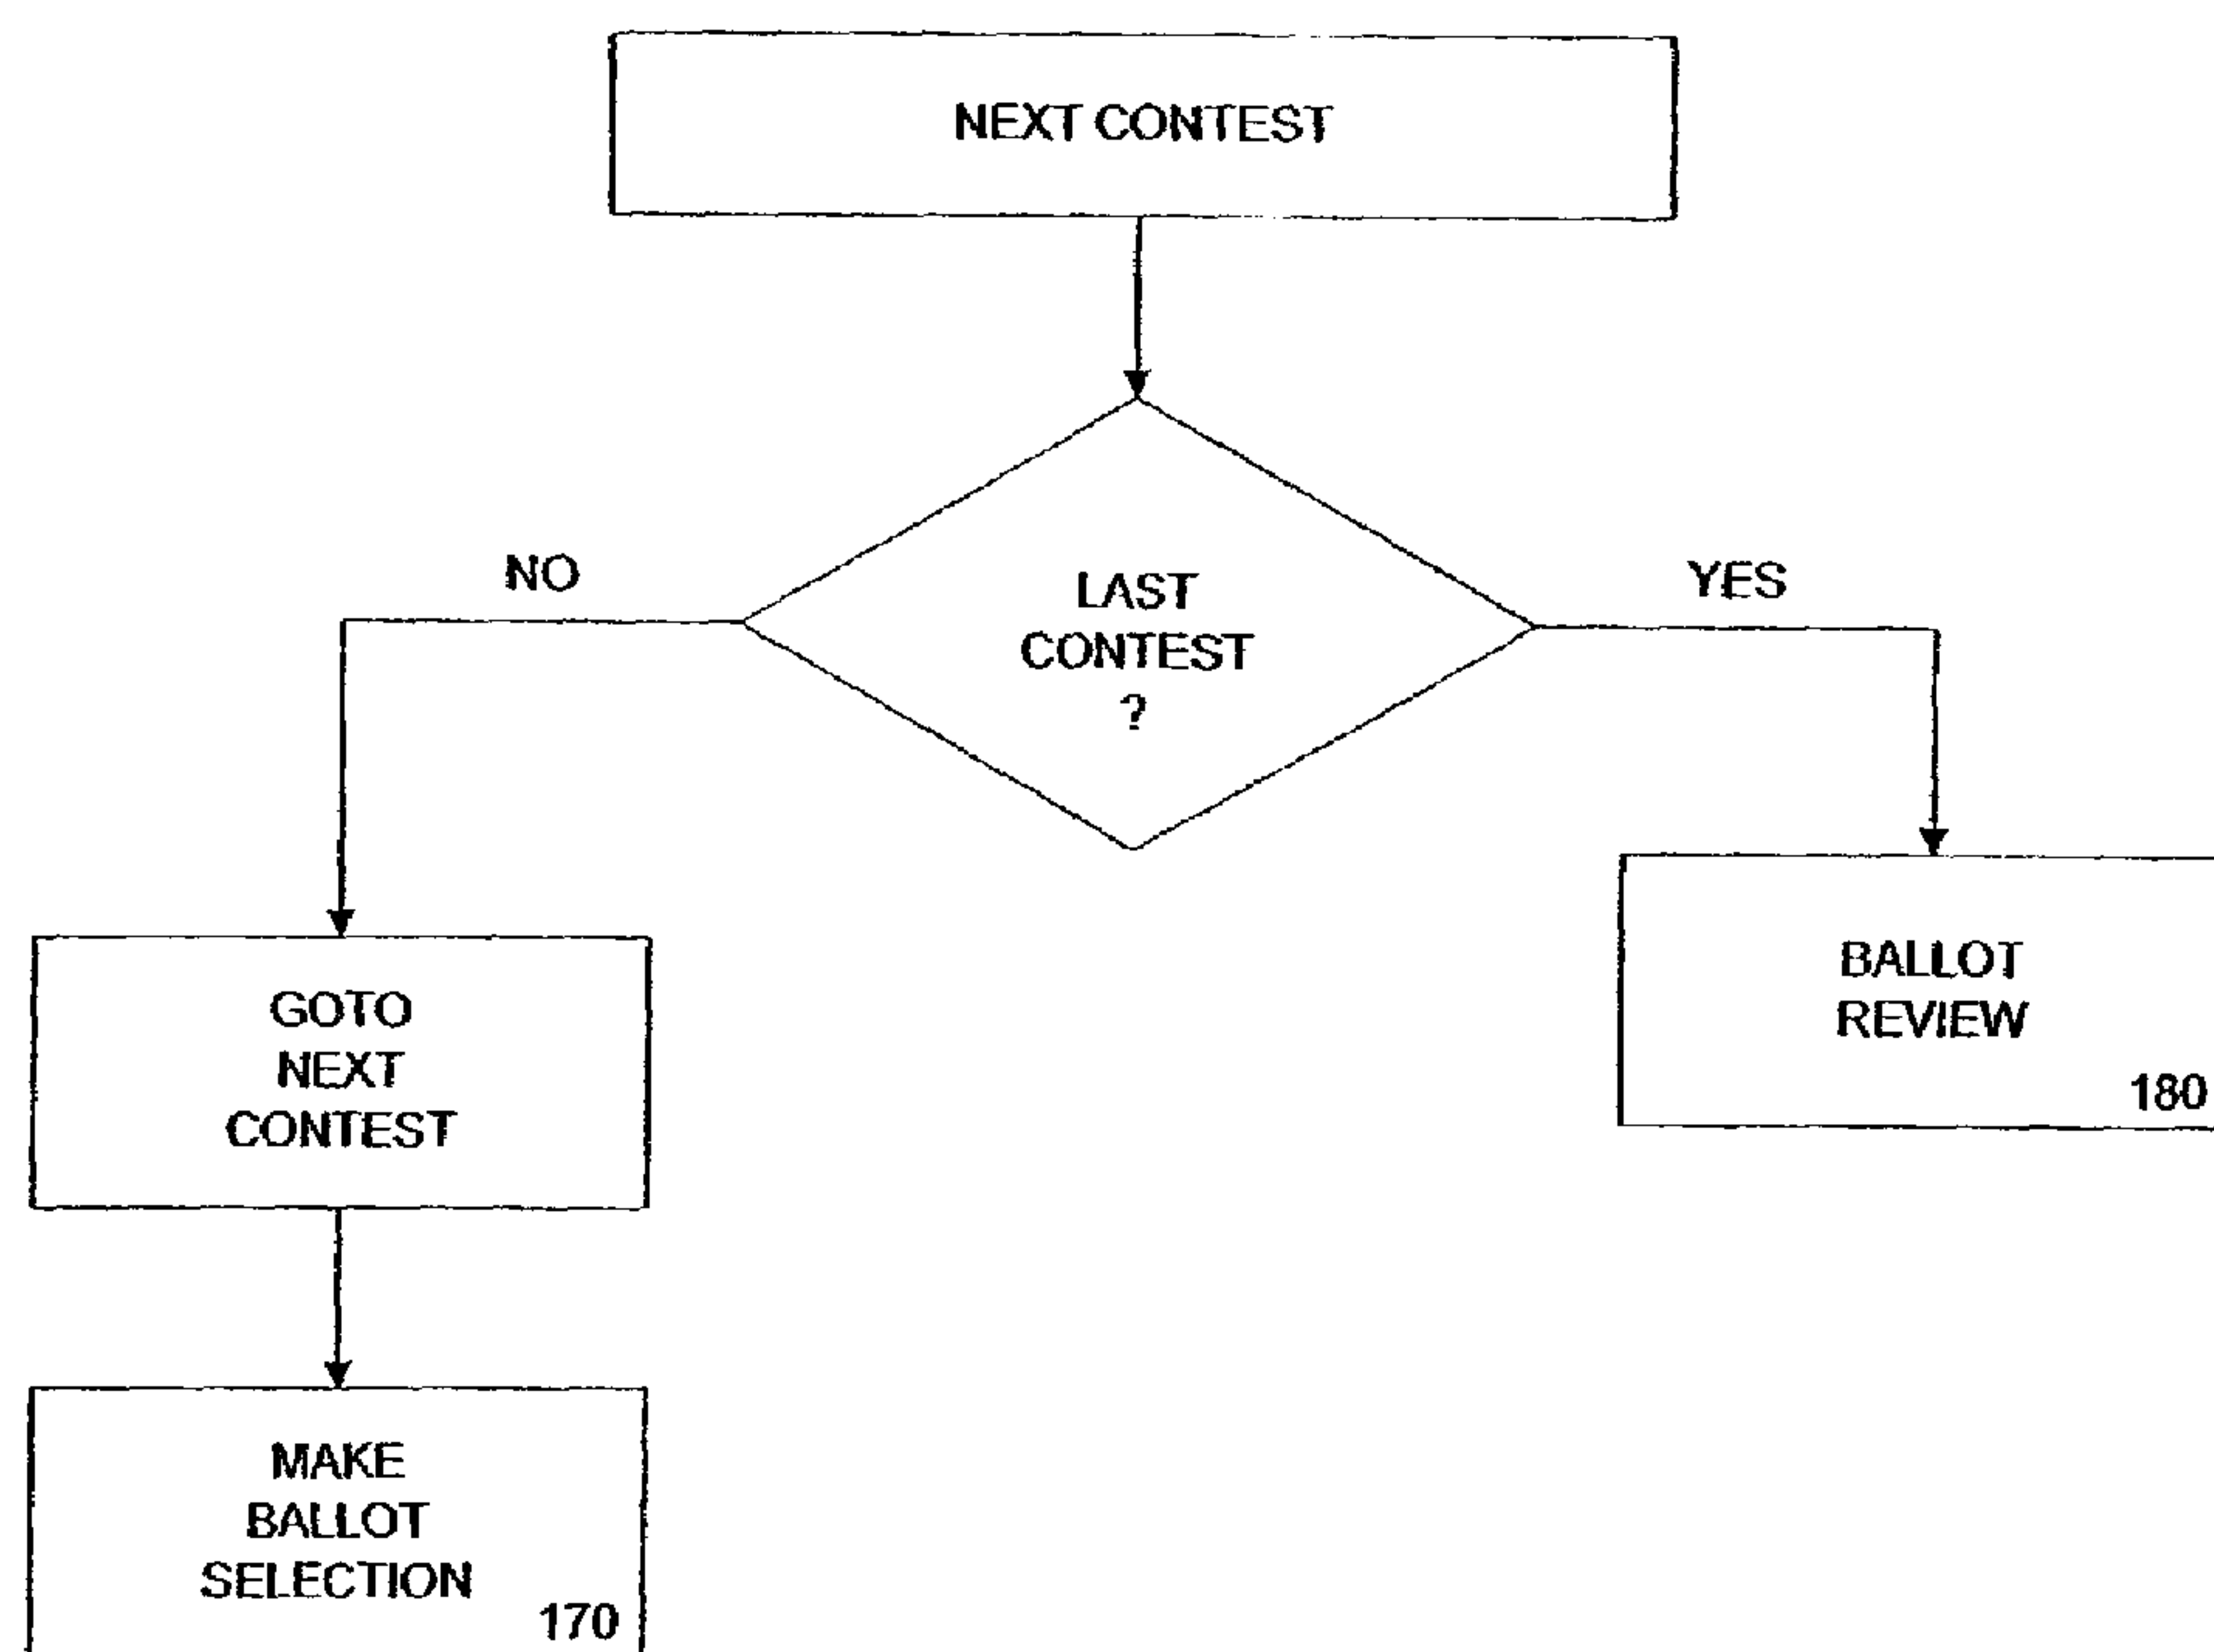 NEXT CONTEST
NO
YES
LAST
CONTEST
?
GOTO
NEXT
CONTEST
BALLOT
REVIEW
180
MAKE
BALLOT
SELECTION
170